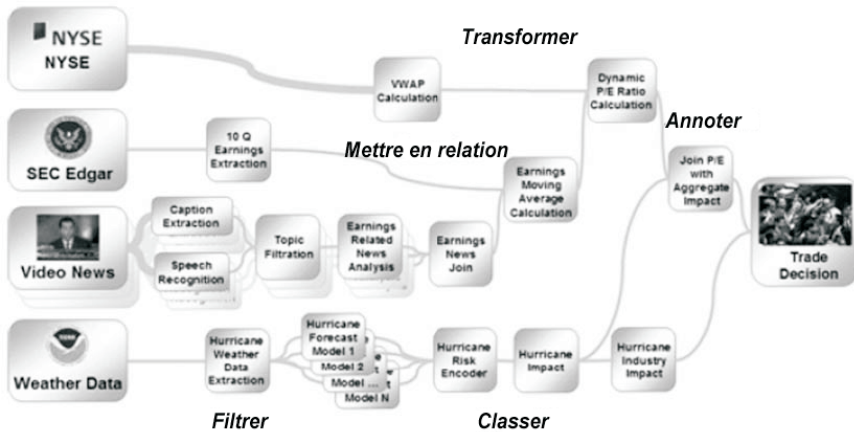 NYSE
NYSE
Transformer
VWAP
Calculation
Dynamic
P/E Ratio
Calculation
SEC Edgar
10 Q
Earnings
Extraction
Mettre en relation
Annoter
Earnings
Moving
Average
Calculation
Join P/E
with
Aggregate
Impact
Video News
Caption
Extraction
Speech
Recognition
Topic
Filtration
Earnings
Related
News
Analysis
Earnings
News
Join
Trade
Decision
Weather Data
Hurricane
Weather
Data
Extraction
Hurricane
Forecast
Model 1
Model 2
Model ...
Model N
Hurricane
Risk
Encoder
Hurricane
Impact
Hurricane
Industry
Impact
Filtrer
Classer